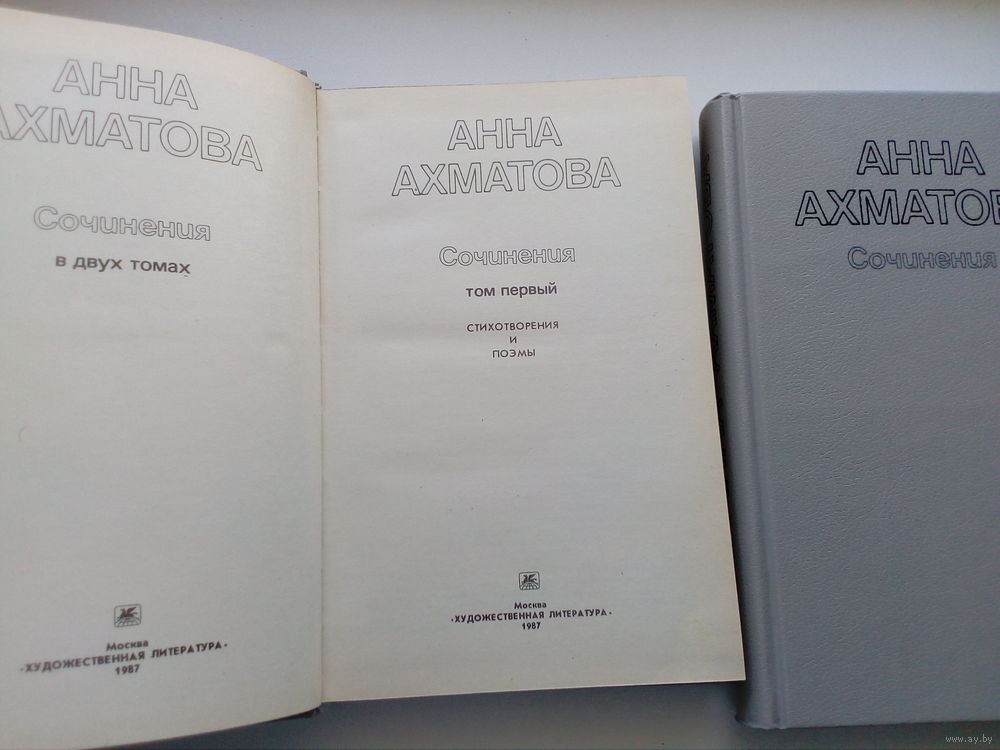 АННА
АХМАТОВА
Сочинения
в двух томах
Москва
·ХУДОЖЕСТВЕННАЯ ЛИТЕРАТУРА·
1987
АННА
АХМАТОВА
Сочинения
том первый
СТИХОТВОРЕНИЯ
И
ПОЭМЫ
Москва
·ХУДОЖЕСТВЕННАЯ ЛИТЕРАТУРА·
1987
АННА
АХМАТОВ
Сочинения
www.ay.by